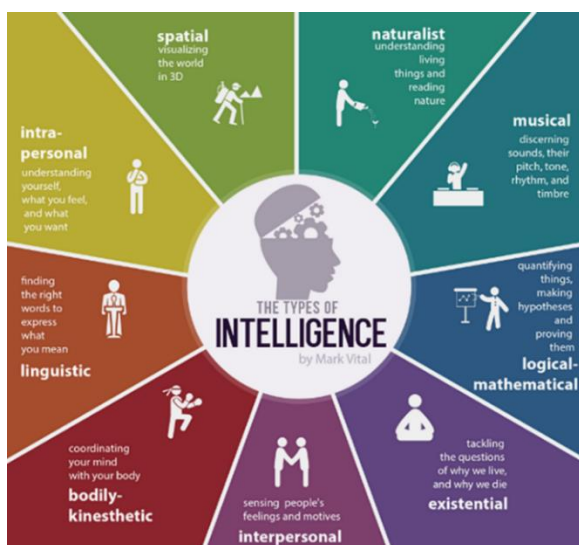 spatial
visualizing
the world
in 3D
naturalist
understanding
living
things and
reading
nature
musical
discerning
sounds, their
pitch, tone,
rhythm, and
timbre
quantifying
things,
making
hypotheses
and
proving
them
logical-
mathematical
tackling
the questions
of why we live,
and why we die
existential
sensing people's
feelings and motives
interpersonal
coordinating
your mind
with your body
bodily-
kinesthetic
finding
the right
words to
express
what
you mean
linguistic
intra-
personal
understanding
yourself,
what you feel,
and what
you want
THE TYPES OF
INTELLIGENCE
by Mark Vital